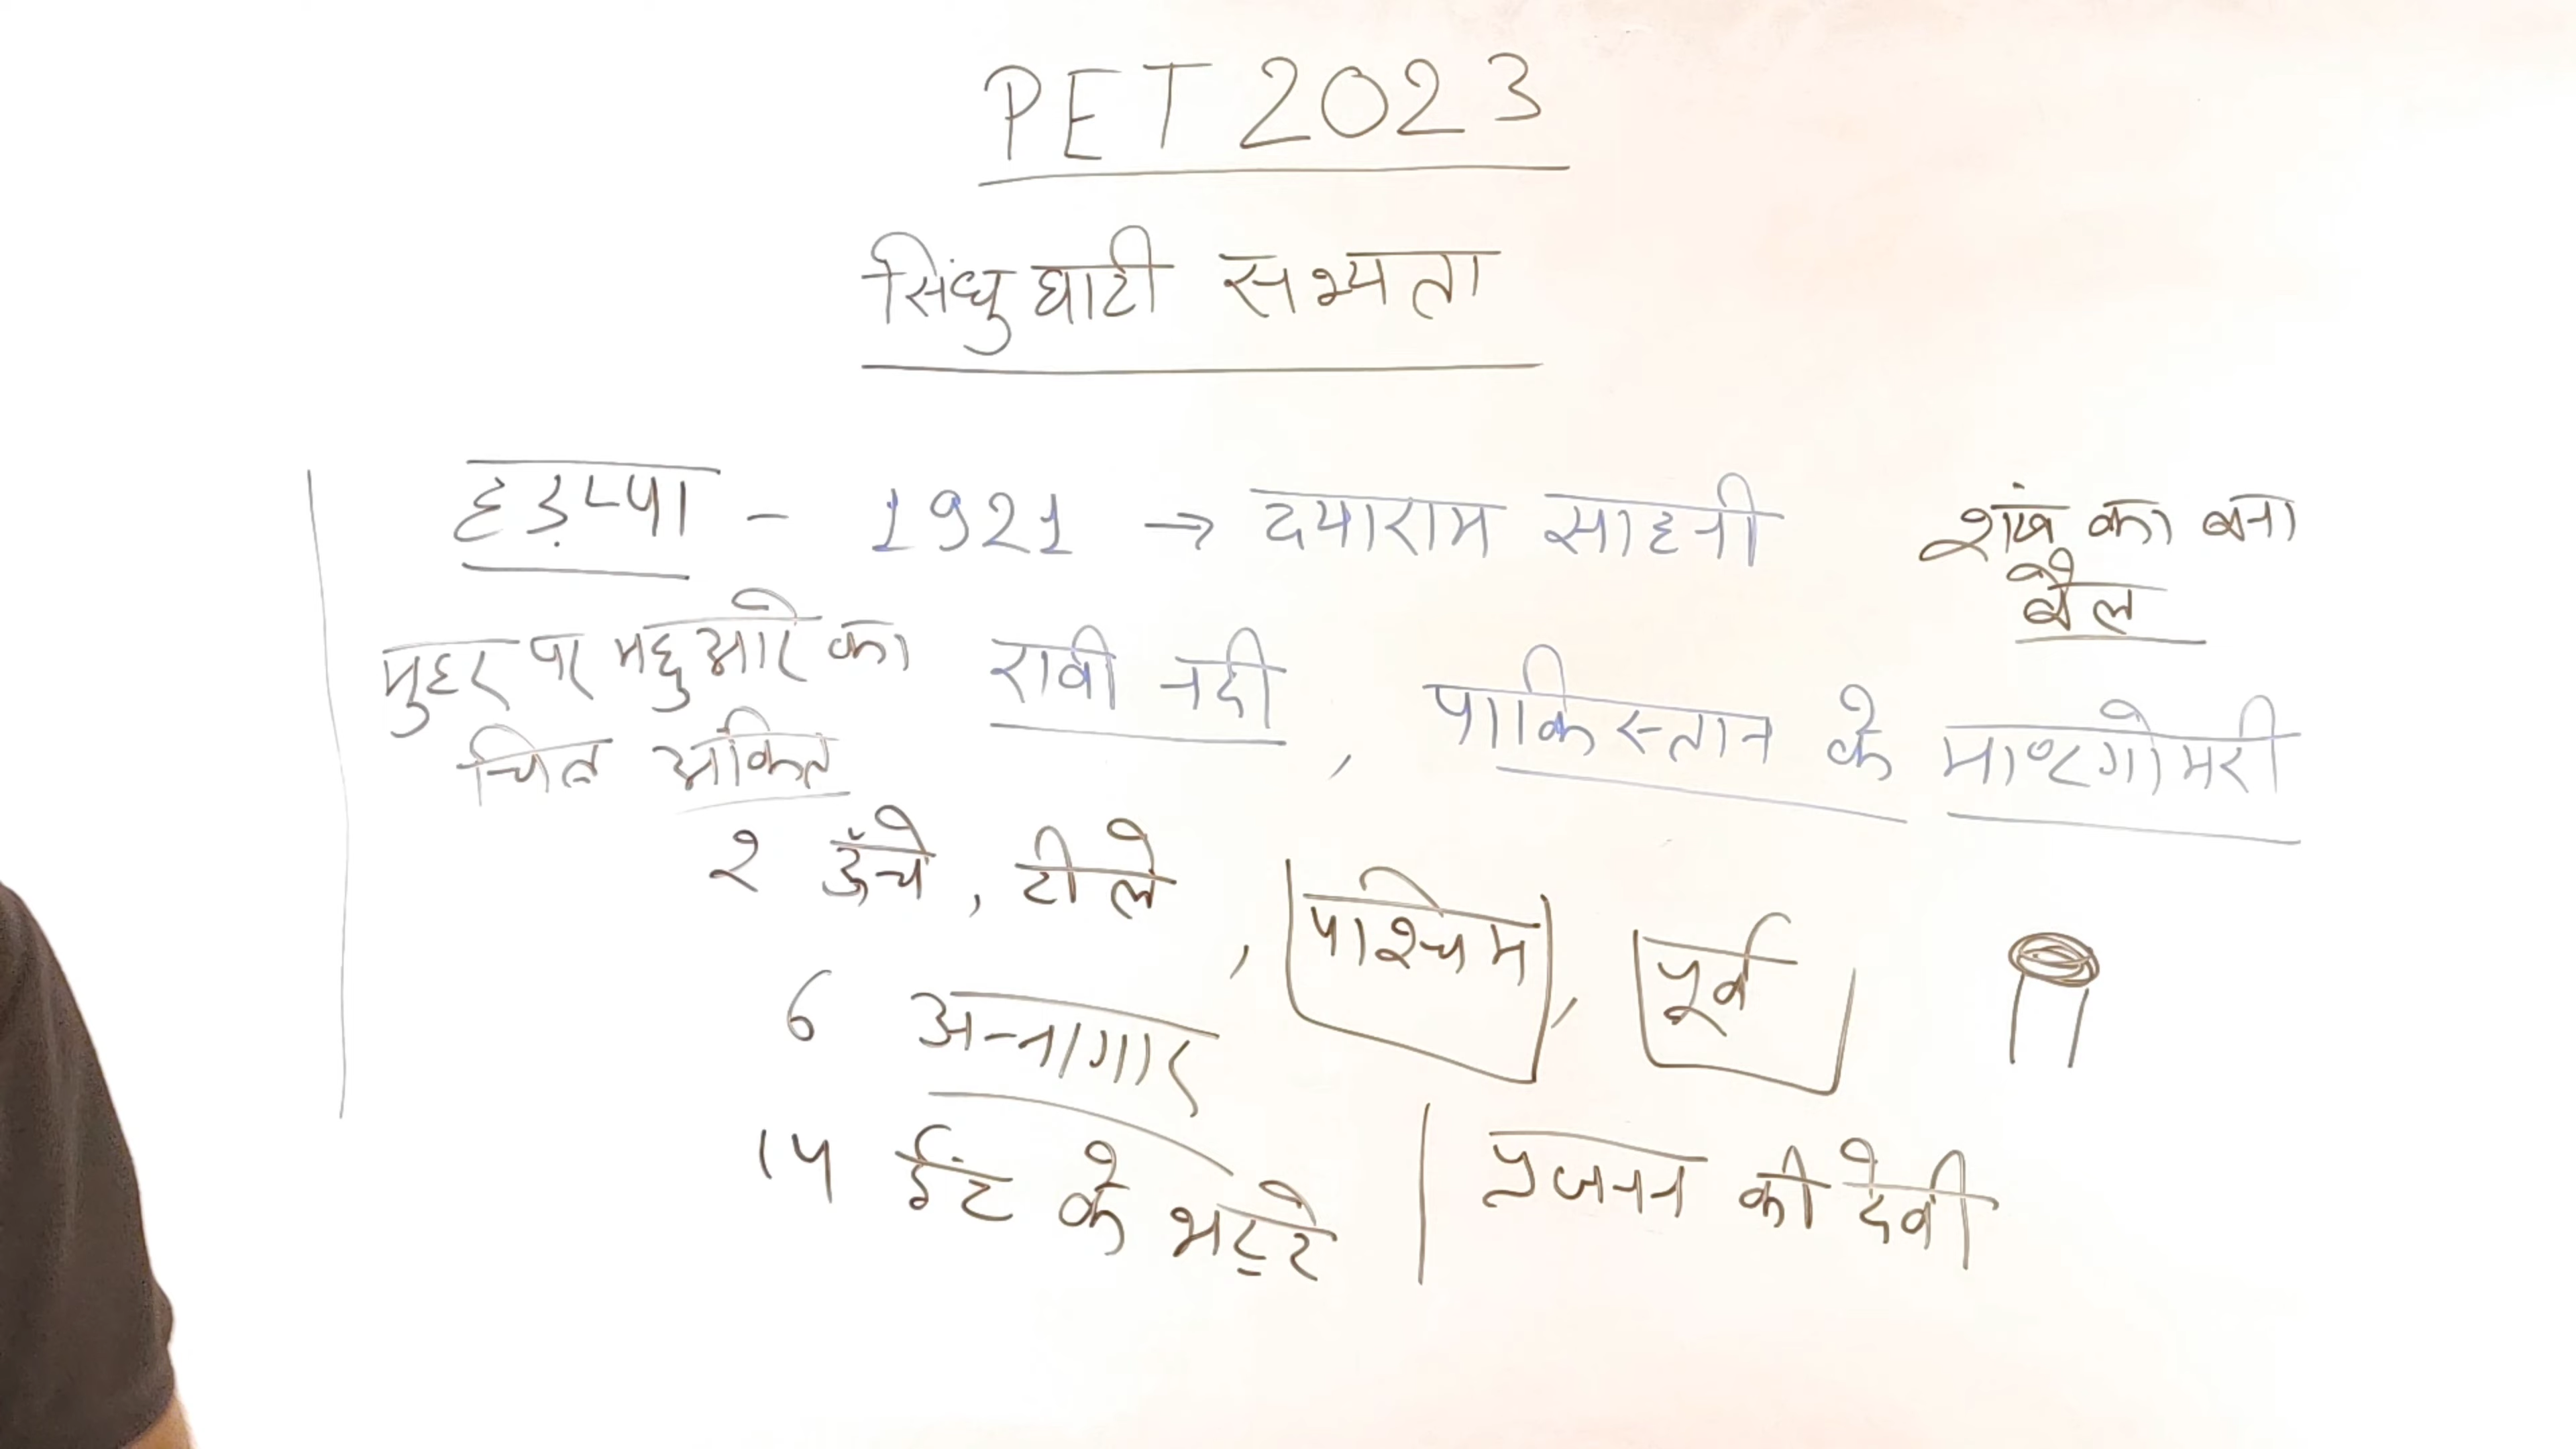 PET 2023
सिंधु घाटी सभ्यता
हड़प्पा - 1921 → दयाराम साहनी
शंख का बना
बैल
मुहर पर मछुआरे का
चित्र अंकित
रावी नदी , पाकिस्तान के माण्टगोमरी
2 ऊँचे , टीले , पश्चिम , पूर्व
6 अन्नागार
14 ईंट के भट्टे | प्रजनन की देवी